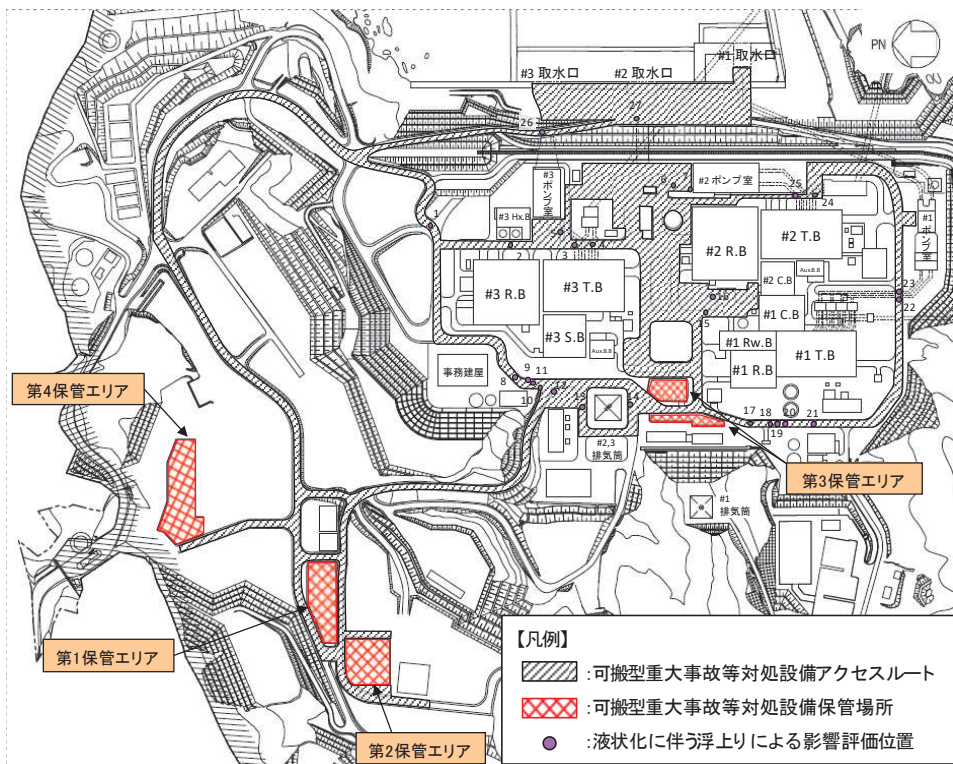 #1 取水口
#3 取水口
#2 取水口
PN
27
26
6
7
#2 ポンプ室
#3 ポンプ室
25
24
1
#3 Hx.B
#1 ポンプ室
5
2
3
4
#2 R.B
#2 T.B
#2 C.B
Aux.B.B
23
22
#3 R.B
#3 T.B
16
15
#1 C.B
#3 S.B
Aux.B.B
#1 Rw.B
#1 T.B
#1 R.B
事務建屋
8
9
11
10
12
13
14
17
18
19
20
21
第4保管エリア
#2,3
排気筒
#1
排気筒
第3保管エリア
第1保管エリア
第2保管エリア
【凡例】
:可搬型重大事故等対処設備アクセスルート
:可搬型重大事故等対処設備保管場所
:液状化に伴う浮上りによる影響評価位置